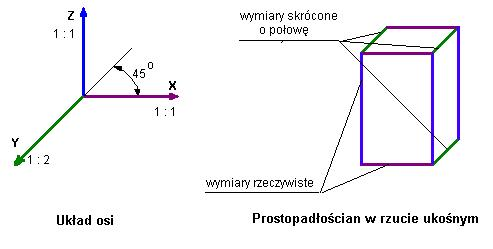 Z
1 : 1
45°
X
1 : 1
Y
1 : 2
Układ osi
wymiary skrócone
o połowę
wymiary rzeczywiste
Prostopadłościan w rzucie ukośnym